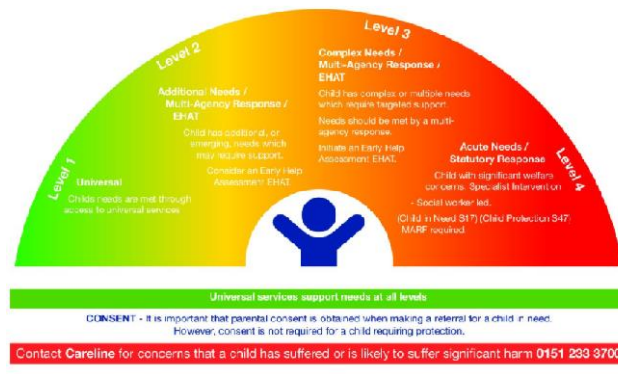 Level 1
Universal
Childs needs are met through
access to universal services
Level 2
Additional Needs /
Multi-Agency Response /
EHAT
Child has additional, or
emerging, needs which
may require support.
Consider an Early Help
Assessment EHAT.
Level 3
Complex Needs /
Multi-Agency Response /
EHAT
Child has complex or multiple needs
which require targeted support.
Needs should be met by a multi-
agency response.
Initiate an Early Help
Assessment EHAT.
Level 4
Acute Needs /
Statutory Response
Child with significant welfare
concerns. Specialist Intervention
- Social worker led.
(Child in Need S17) (Child Protection S47)
MARF required.
Universal services support needs at all levels
CONSENT - It is important that parental consent is obtained when making a referral for a child in need.
However, consent is not required for a child requiring protection.
Contact Careline for concerns that a child has suffered or is likely to suffer significant harm 0151 233 3700